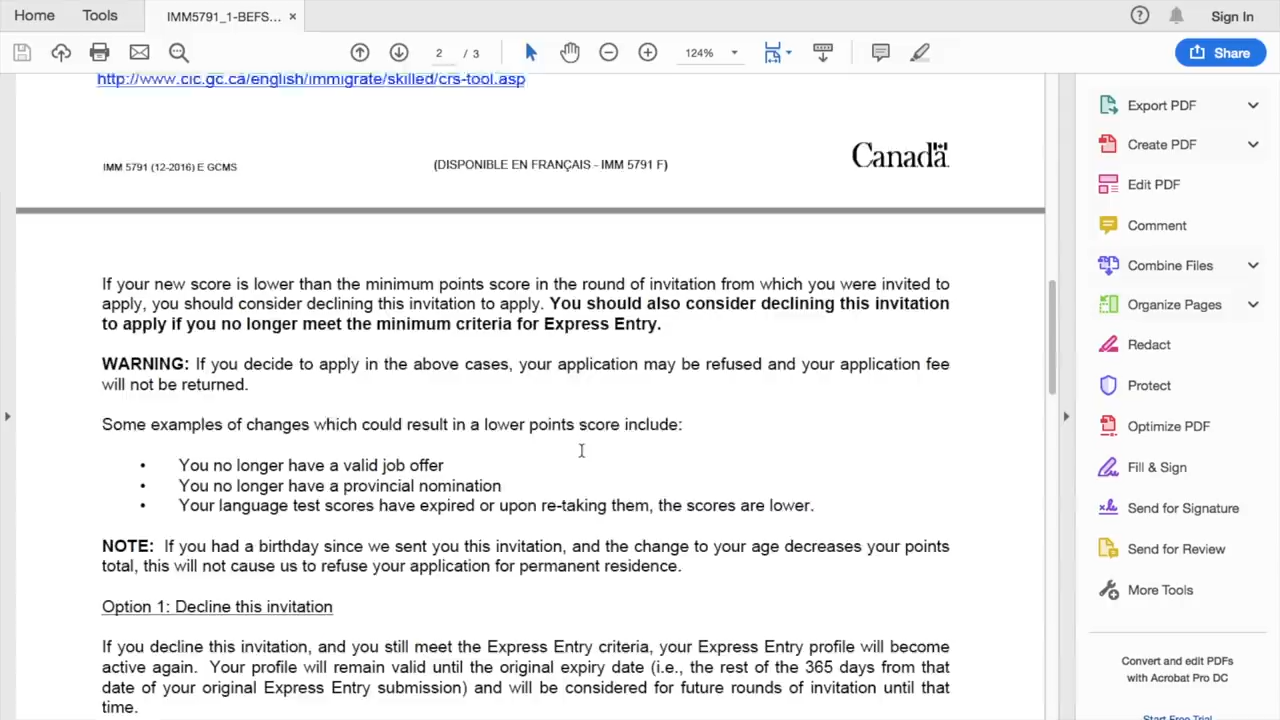 Home Tools IMM5791_1-BEFS... × Sign In
2 / 3 124% Share
http://www.cic.gc.ca/english/immigrate/skilled/crs-tool.asp
IMM 5791 (12-2016) E GCMS (DISPONIBLE EN FRANÇAIS - IMM 5791 F) Canada
If your new score is lower than the minimum points score in the round of invitation from which you were invited to
apply, you should consider declining this invitation to apply. You should also consider declining this invitation
to apply if you no longer meet the minimum criteria for Express Entry.
WARNING: If you decide to apply in the above cases, your application may be refused and your application fee
will not be returned.
Some examples of changes which could result in a lower points score include:
• You no longer have a valid job offer
• You no longer have a provincial nomination
• Your language test scores have expired or upon re-taking them, the scores are lower.
NOTE: If you had a birthday since we sent you this invitation, and the change to your age decreases your points
total, this will not cause us to refuse your application for permanent residence.
Option 1: Decline this invitation
If you decline this invitation, and you still meet the Express Entry criteria, your Express Entry profile will become
active again. Your profile will remain valid until the original expiry date (i.e., the rest of the 365 days from that
date of your original Express Entry submission) and will be considered for future rounds of invitation until that
time.
Export PDF
Create PDF
Edit PDF
Comment
Combine Files
Organize Pages
Redact
Protect
Optimize PDF
Fill & Sign
Send for Signature
Send for Review
More Tools
Convert and edit PDFs
with Acrobat Pro DC
Start Free Trial